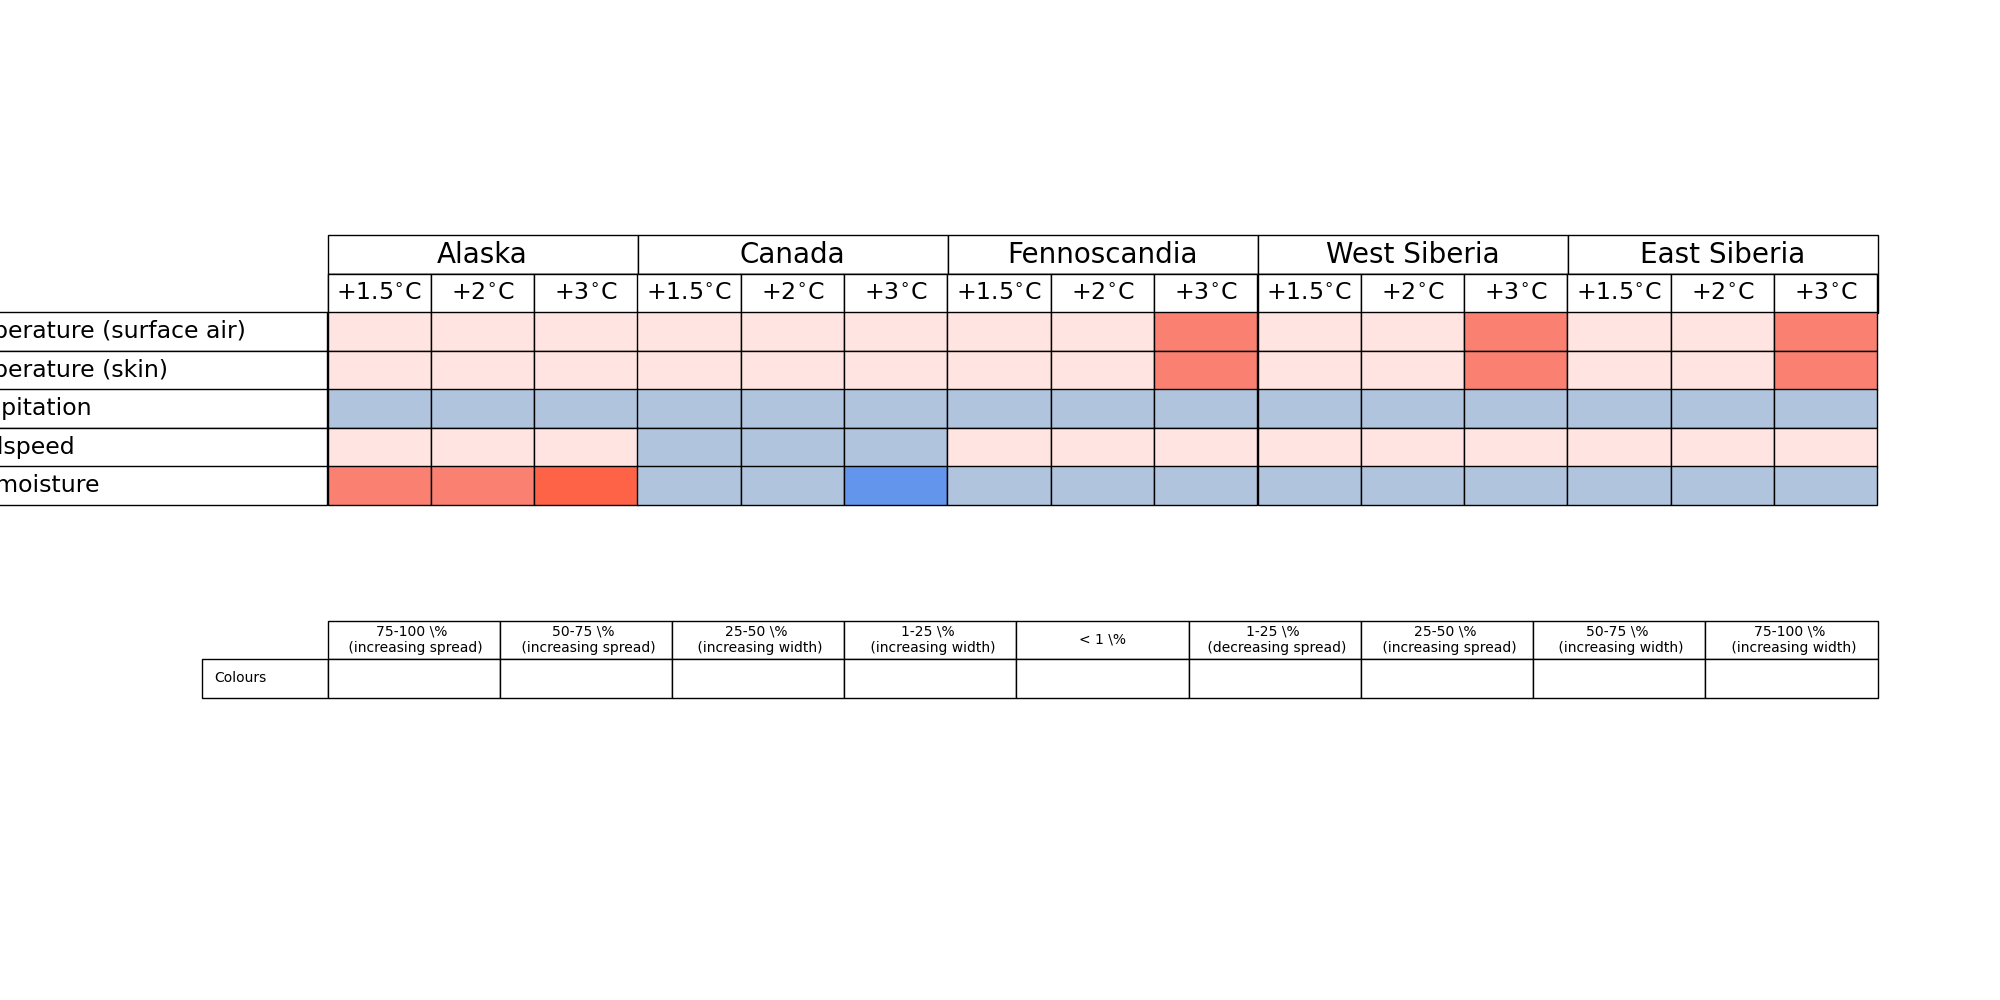 Alaska Canada Fennoscandia West Siberia East Siberia
+1.5°C +2°C +3°C +1.5°C +2°C +3°C +1.5°C +2°C +3°C +1.5°C +2°C +3°C +1.5°C +2°C +3°C
perature (surface air)
perature (skin)
pitation
lspeed
moisture
75-100 \% 50-75 \% 25-50 \% 1-25 \% < 1 \% 1-25 \% 25-50 \% 50-75 \% 75-100 \%
(increasing spread) (increasing spread) (increasing width) (increasing width) (decreasing spread) (increasing spread) (increasing width) (increasing width)
Colours